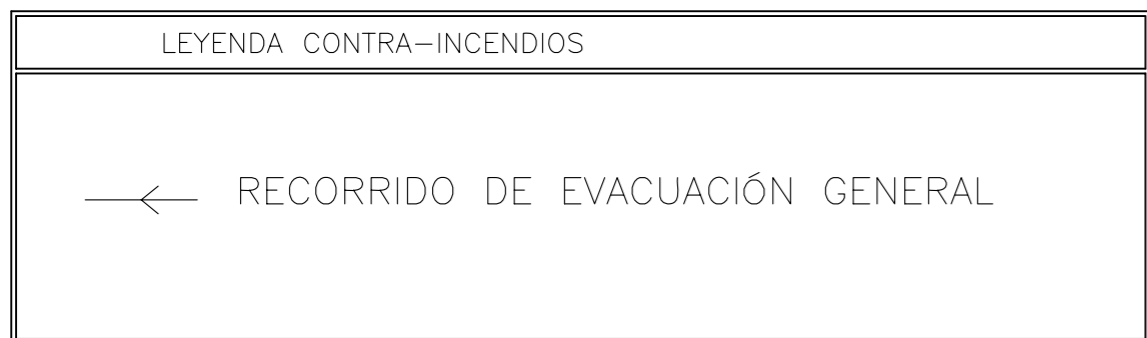 LEYENDA CONTRA-INCENDIOS
RECORRIDO DE EVACUACIÓN GENERAL